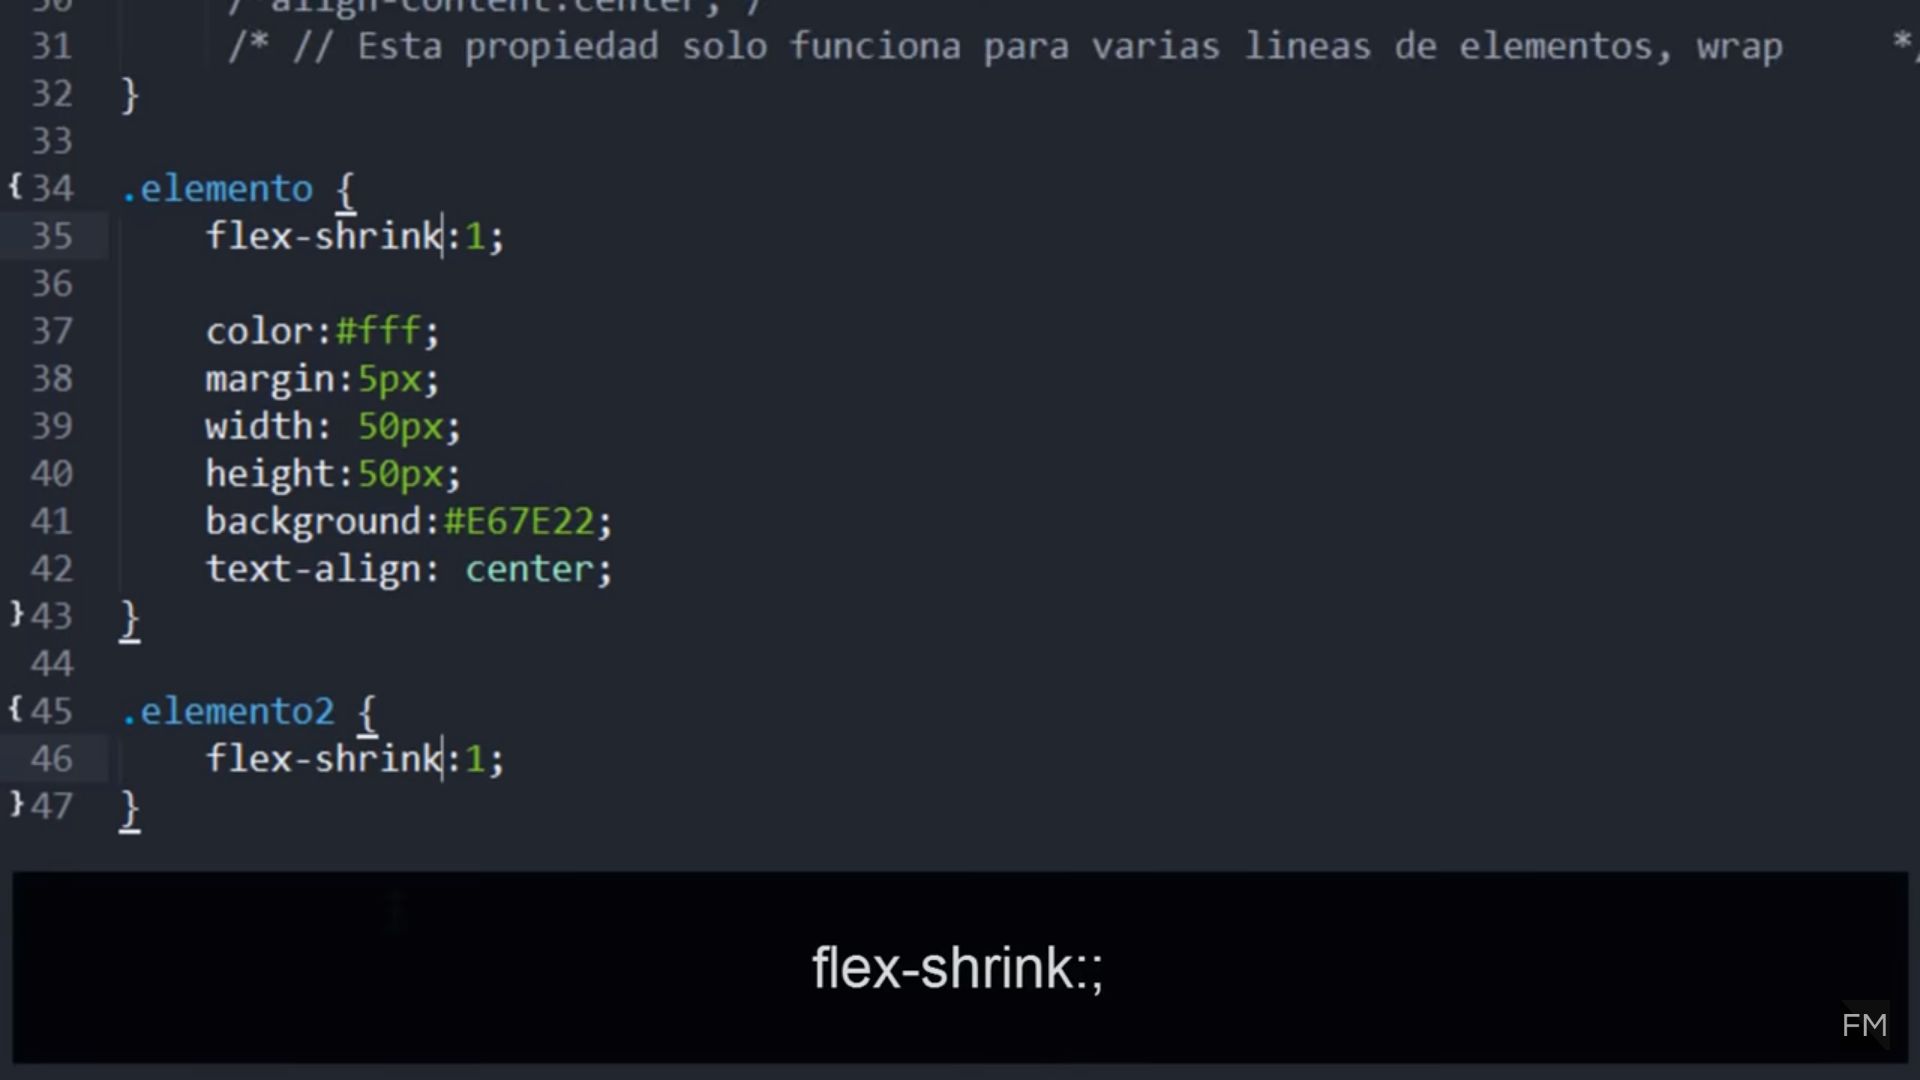 30 /*align-content:center;*/
31 /* // Esta propiedad solo funciona para varias lineas de elementos, wrap */
32 }
33
{ 34 .elemento {
35 flex-shrink:1;
36
37 color:#fff;
38 margin:5px;
39 width: 50px;
40 height:50px;
41 background:#E67E22;
42 text-align: center;
} 43 }
44
{ 45 .elemento2 {
46 flex-shrink:1;
} 47 }
flex-shrink:;
FM